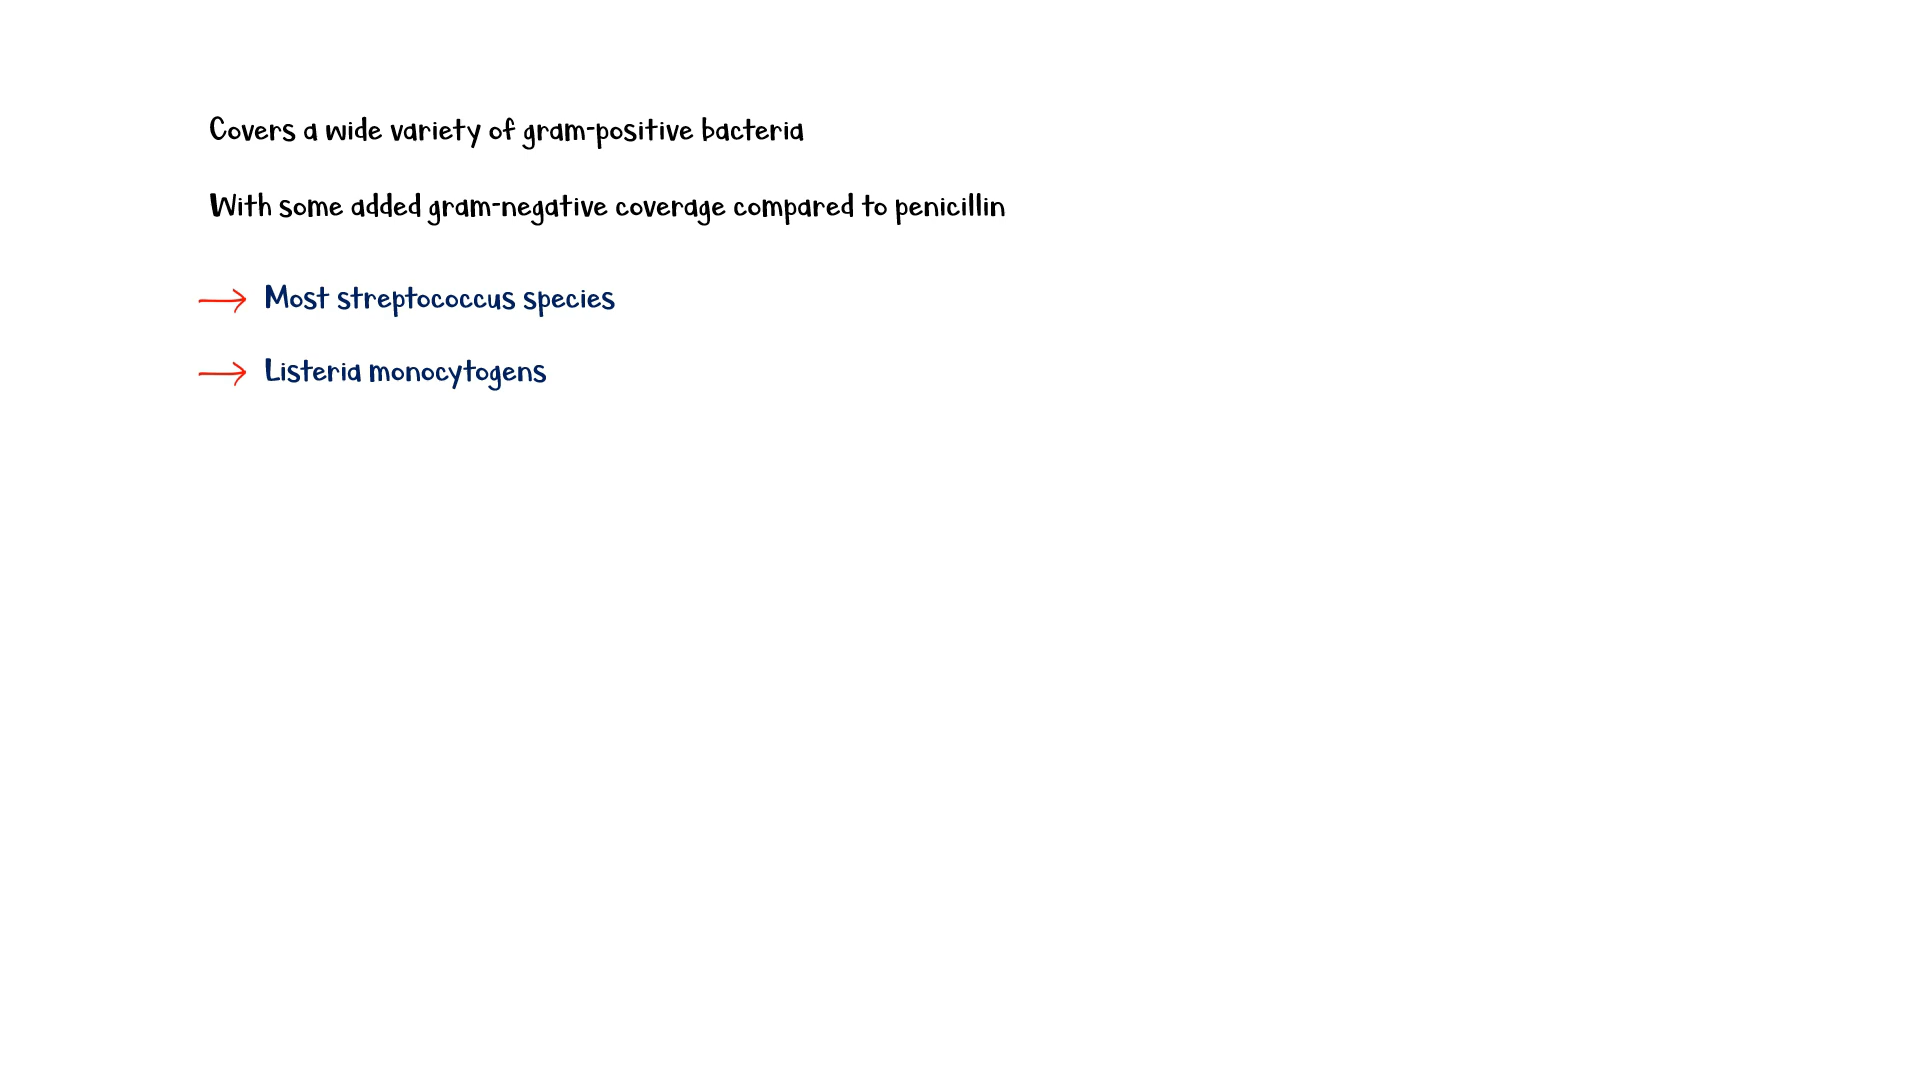 Covers a wide variety of gram-positive bacteria
With some added gram-negative coverage compared to penicillin
Most streptococcus species
Listeria monocytogens